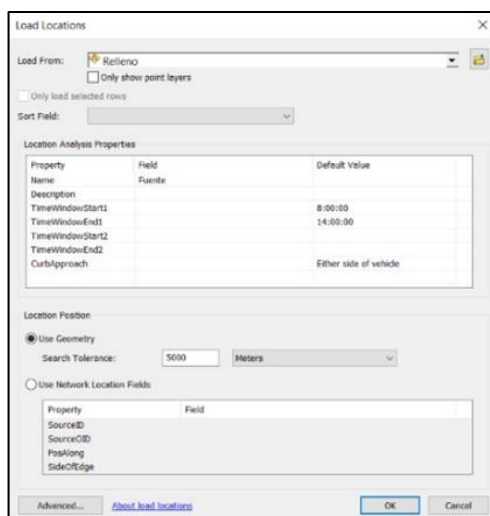 Load Locations
Load From: Relleno
Only show point layers
Only load selected rows
Sort Field:
Location Analysis Properties
Property Field Default Value
Name Fuente
Description
TimeWindowStart1 8:00:00
TimeWindowEnd1 14:00:00
TimeWindowStart2
TimeWindowEnd2
CurbApproach Either side of vehicle
Location Position
Use Geometry
Search Tolerance: 5000 Meters
Use Network Location Fields
Property Field
SourceID
SourceOID
PosAlong
SideOfEdge
Advanced... About load locations OK Cancel